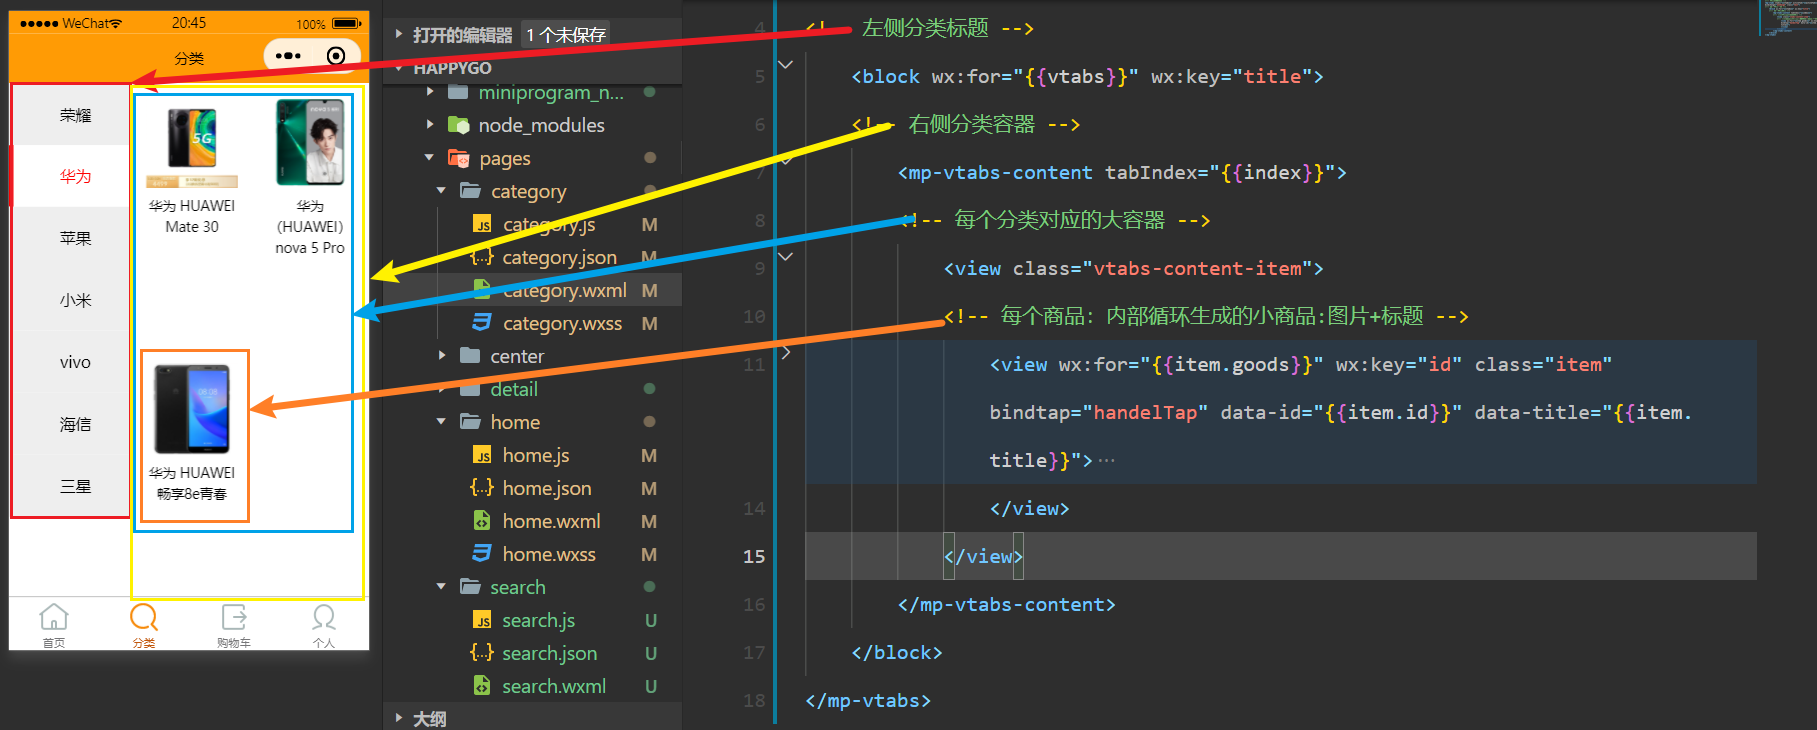 WeChat 20:45 100%
分类
荣耀
华为
苹果
小米
vivo
海信
三星
5G
华为 HUAWEI
Mate 30
华为
(HUAWEI)
nova 5 Pro
华为 HUAWEI
畅享8e青春
首页
分类
购物车
个人
打开的编辑器 1 个未保存
HAPPYGO
miniprogram_n...
node_modules
pages
category
category.js M
category.json M
category.wxml M
category.wxss M
center
detail
home
home.js M
home.json M
home.wxml M
home.wxss M
search
search.js U
search.json U
search.wxml U
大纲
4 <!-- 左侧分类标题 -->
5 <block wx:for="{{vtabs}}" wx:key="title">
6 <!-- 右侧分类容器 -->
7 <mp-vtabs-content tabIndex="{{index}}">
8 <!-- 每个分类对应的大容器 -->
9 <view class="vtabs-content-item">
10 <!-- 每个商品: 内部循环生成的小商品:图片+标题 -->
11 <view wx:for="{{item.goods}}" wx:key="id" class="item"
bindtap="handelTap" data-id="{{item.id}}" data-title="{{item.
title}}">…
14 </view>
15 </view>
16 </mp-vtabs-content>
17 </block>
18 </mp-vtabs>